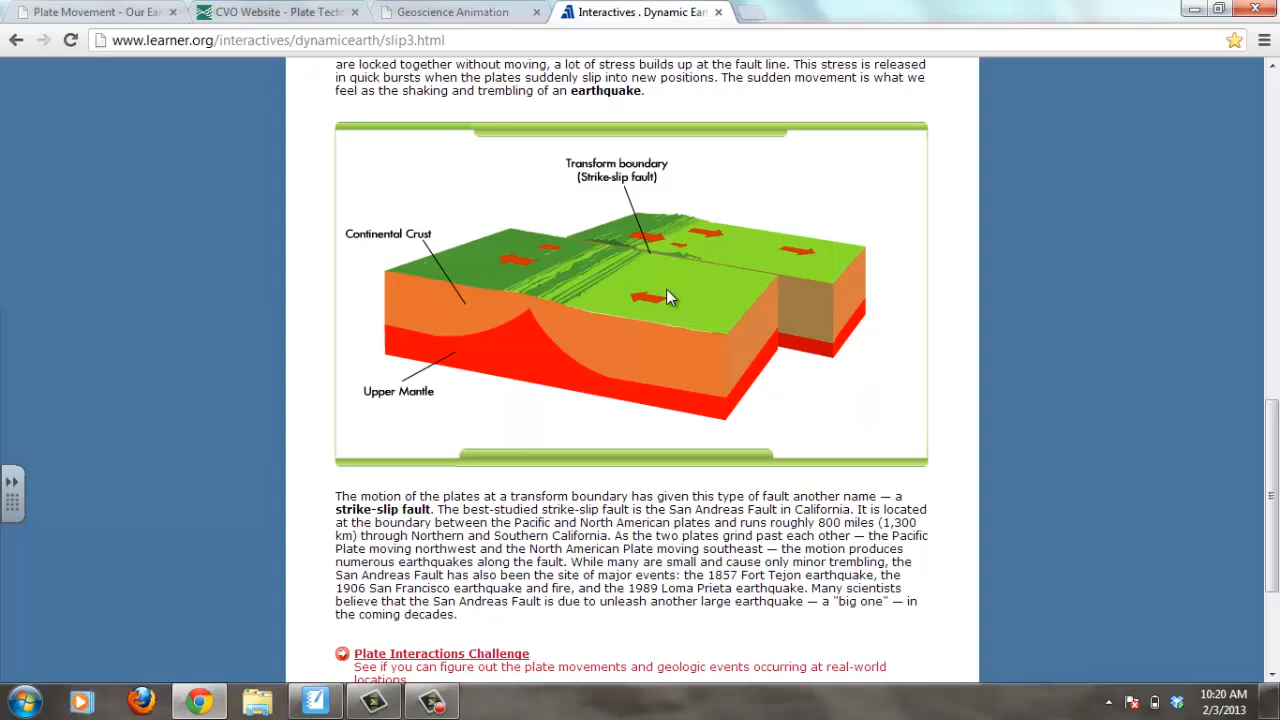 Plate Movement - Our Ea
CVO Website - Plate Tector
Geoscience Animation
Interactives . Dynamic Ear
www.learner.org/interactives/dynamicearth/slip3.html
are locked together without moving, a lot of stress builds up at the fault line. This stress is released
in quick bursts when the plates suddenly slip into new positions. The sudden movement is what we
feel as the shaking and trembling of an earthquake.
Transform boundary
(Strike-slip fault)
Continental Crust
Upper Mantle
The motion of the plates at a transform boundary has given this type of fault another name — a
strike-slip fault. The best-studied strike-slip fault is the San Andreas Fault in California. It is located
at the boundary between the Pacific and North American plates and runs roughly 800 miles (1,300
km) through Northern and Southern California. As the two plates grind past each other — the Pacific
Plate moving northwest and the North American Plate moving southeast — the motion produces
numerous earthquakes along the fault. While many are small and cause only minor trembling, the
San Andreas Fault has also been the site of major events: the 1857 Fort Tejon earthquake, the
1906 San Francisco earthquake and fire, and the 1989 Loma Prieta earthquake. Many scientists
believe that the San Andreas Fault is due to unleash another large earthquake — a "big one" — in
the coming decades.
Plate Interactions Challenge
See if you can figure out the plate movements and geologic events occurring at real-world
locations
10:20 AM
2/3/2013